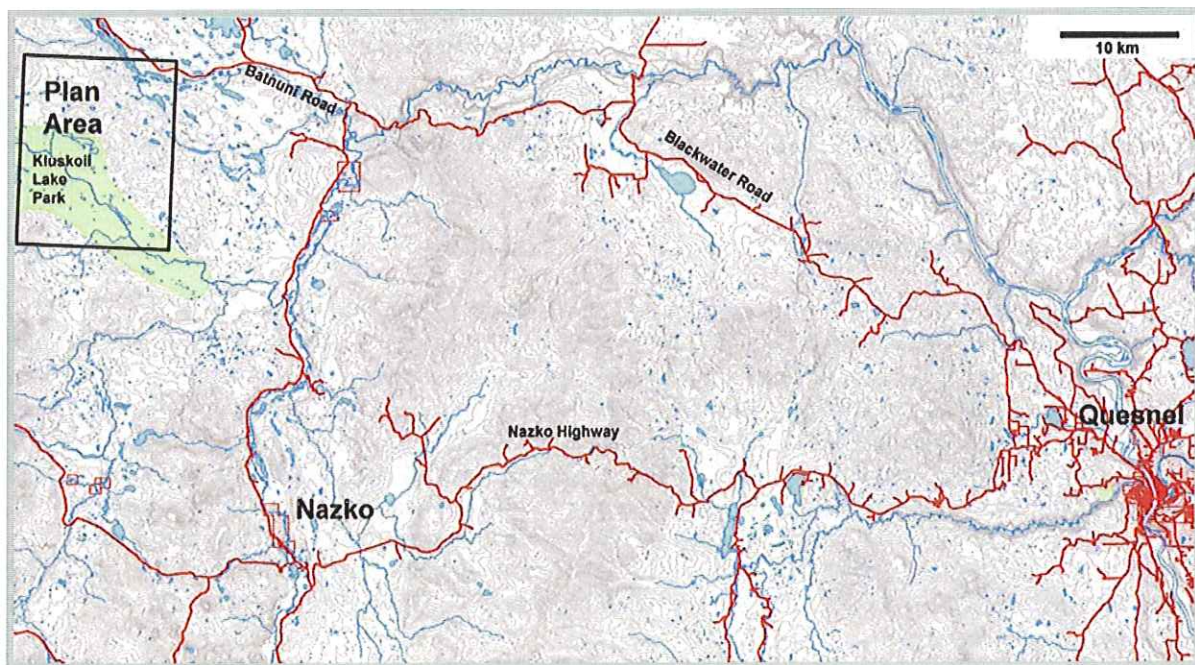 10 km
Plan
Area
Kluskoil
Lake
Park
Batnuni Road
Blackwater Road
Quesnel
Nazko Highway
Nazko